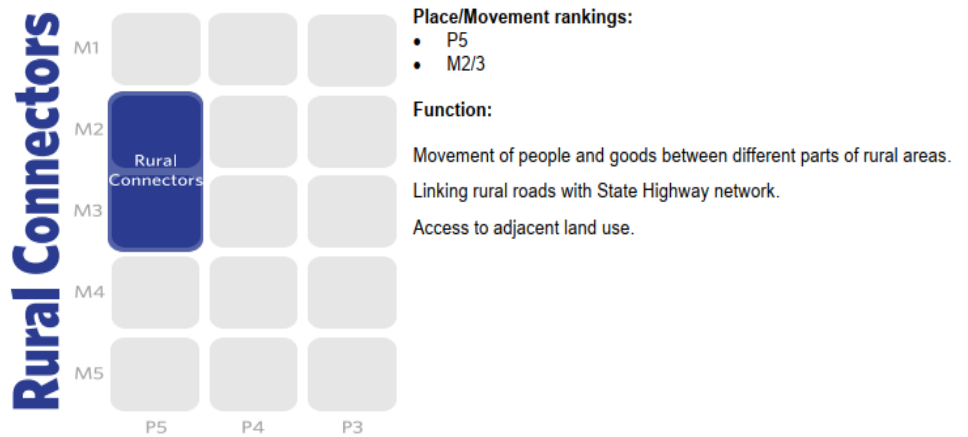 Rural Connectors
M1
M2
M3
M4
M5
Rural
Connectors
P5
P4
P3
Place/Movement rankings:
• P5
• M2/3
Function:
Movement of people and goods between different parts of rural areas.
Linking rural roads with State Highway network.
Access to adjacent land use.